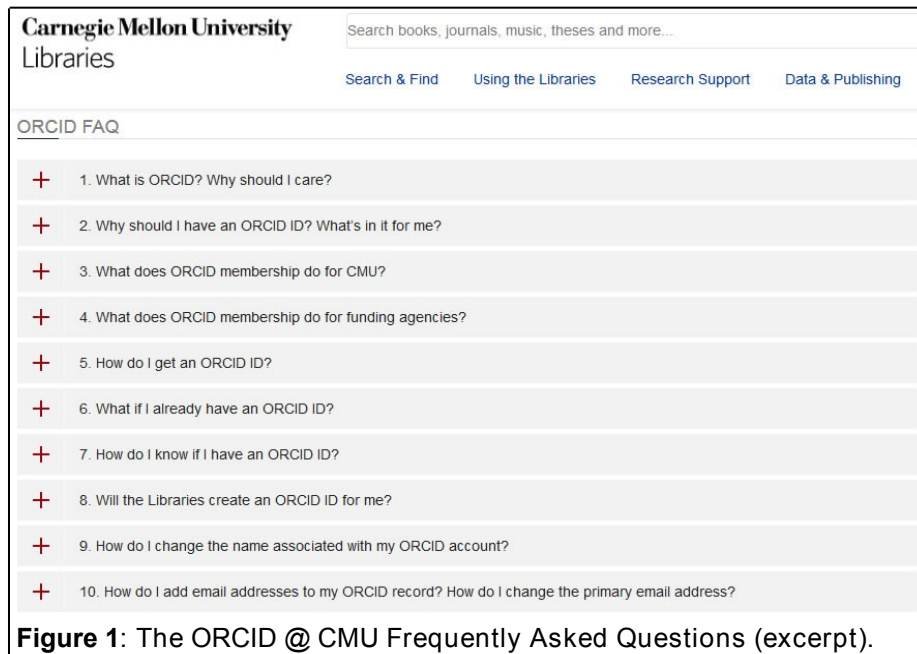 Carnegie Mellon University
Libraries
Search books, journals, music, theses and more...
Search & Find Using the Libraries Research Support Data & Publishing
ORCID FAQ
+ 1. What is ORCID? Why should I care?
+ 2. Why should I have an ORCID ID? What's in it for me?
+ 3. What does ORCID membership do for CMU?
+ 4. What does ORCID membership do for funding agencies?
+ 5. How do I get an ORCID ID?
+ 6. What if I already have an ORCID ID?
+ 7. How do I know if I have an ORCID ID?
+ 8. Will the Libraries create an ORCID ID for me?
+ 9. How do I change the name associated with my ORCID account?
+ 10. How do I add email addresses to my ORCID record? How do I change the primary email address?
Figure 1: The ORCID @ CMU Frequently Asked Questions (excerpt).